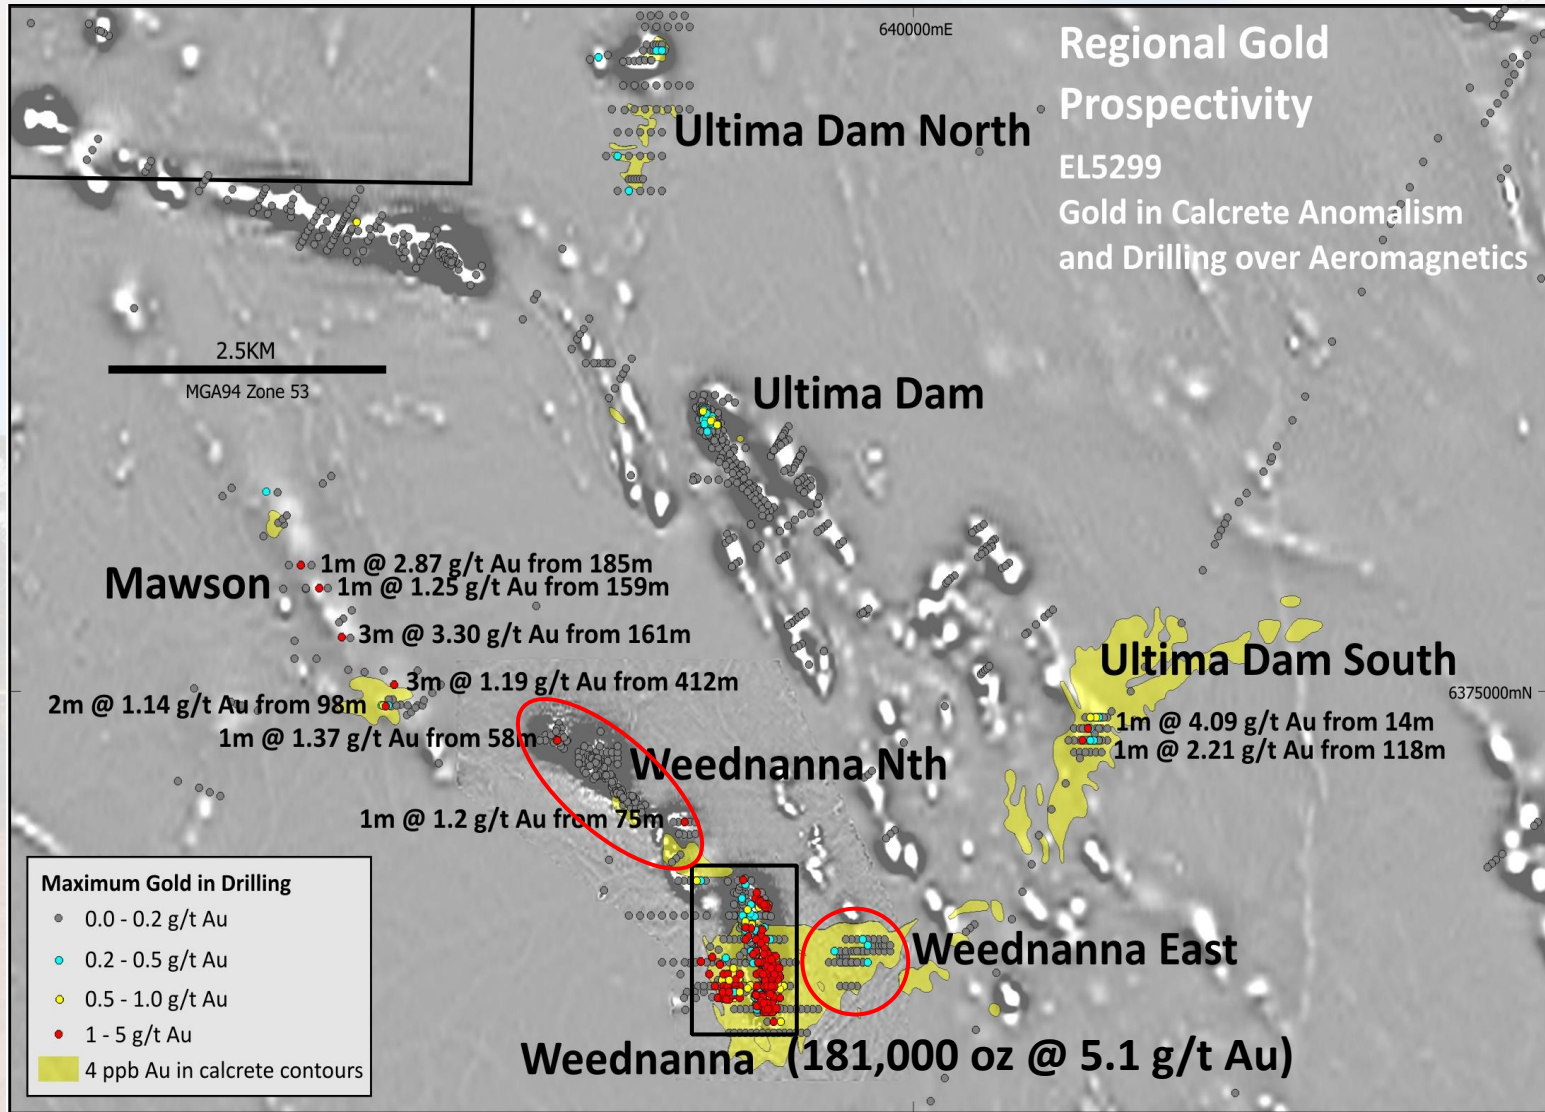 640000mE
Regional Gold
Prospectivity
EL5299
Gold in Calcrete Anomalism
and Drilling over Aeromagnetics
Ultima Dam North
2.5KM
MGA94 Zone 53
Ultima Dam
Mawson
1m @ 2.87 g/t Au from 185m
1m @ 1.25 g/t Au from 159m
3m @ 3.30 g/t Au from 161m
3m @ 1.19 g/t Au from 412m
2m @ 1.14 g/t Au from 98m
1m @ 1.37 g/t Au from 58m
Ultima Dam South
6375000mN
1m @ 4.09 g/t Au from 14m
1m @ 2.21 g/t Au from 118m
Weednanna Nth
1m @ 1.2 g/t Au from 75m
Weednanna East
Weednanna (181,000 oz @ 5.1 g/t Au)
Maximum Gold in Drilling
0.0 - 0.2 g/t Au
0.2 - 0.5 g/t Au
0.5 - 1.0 g/t Au
1 - 5 g/t Au
4 ppb Au in calcrete contours